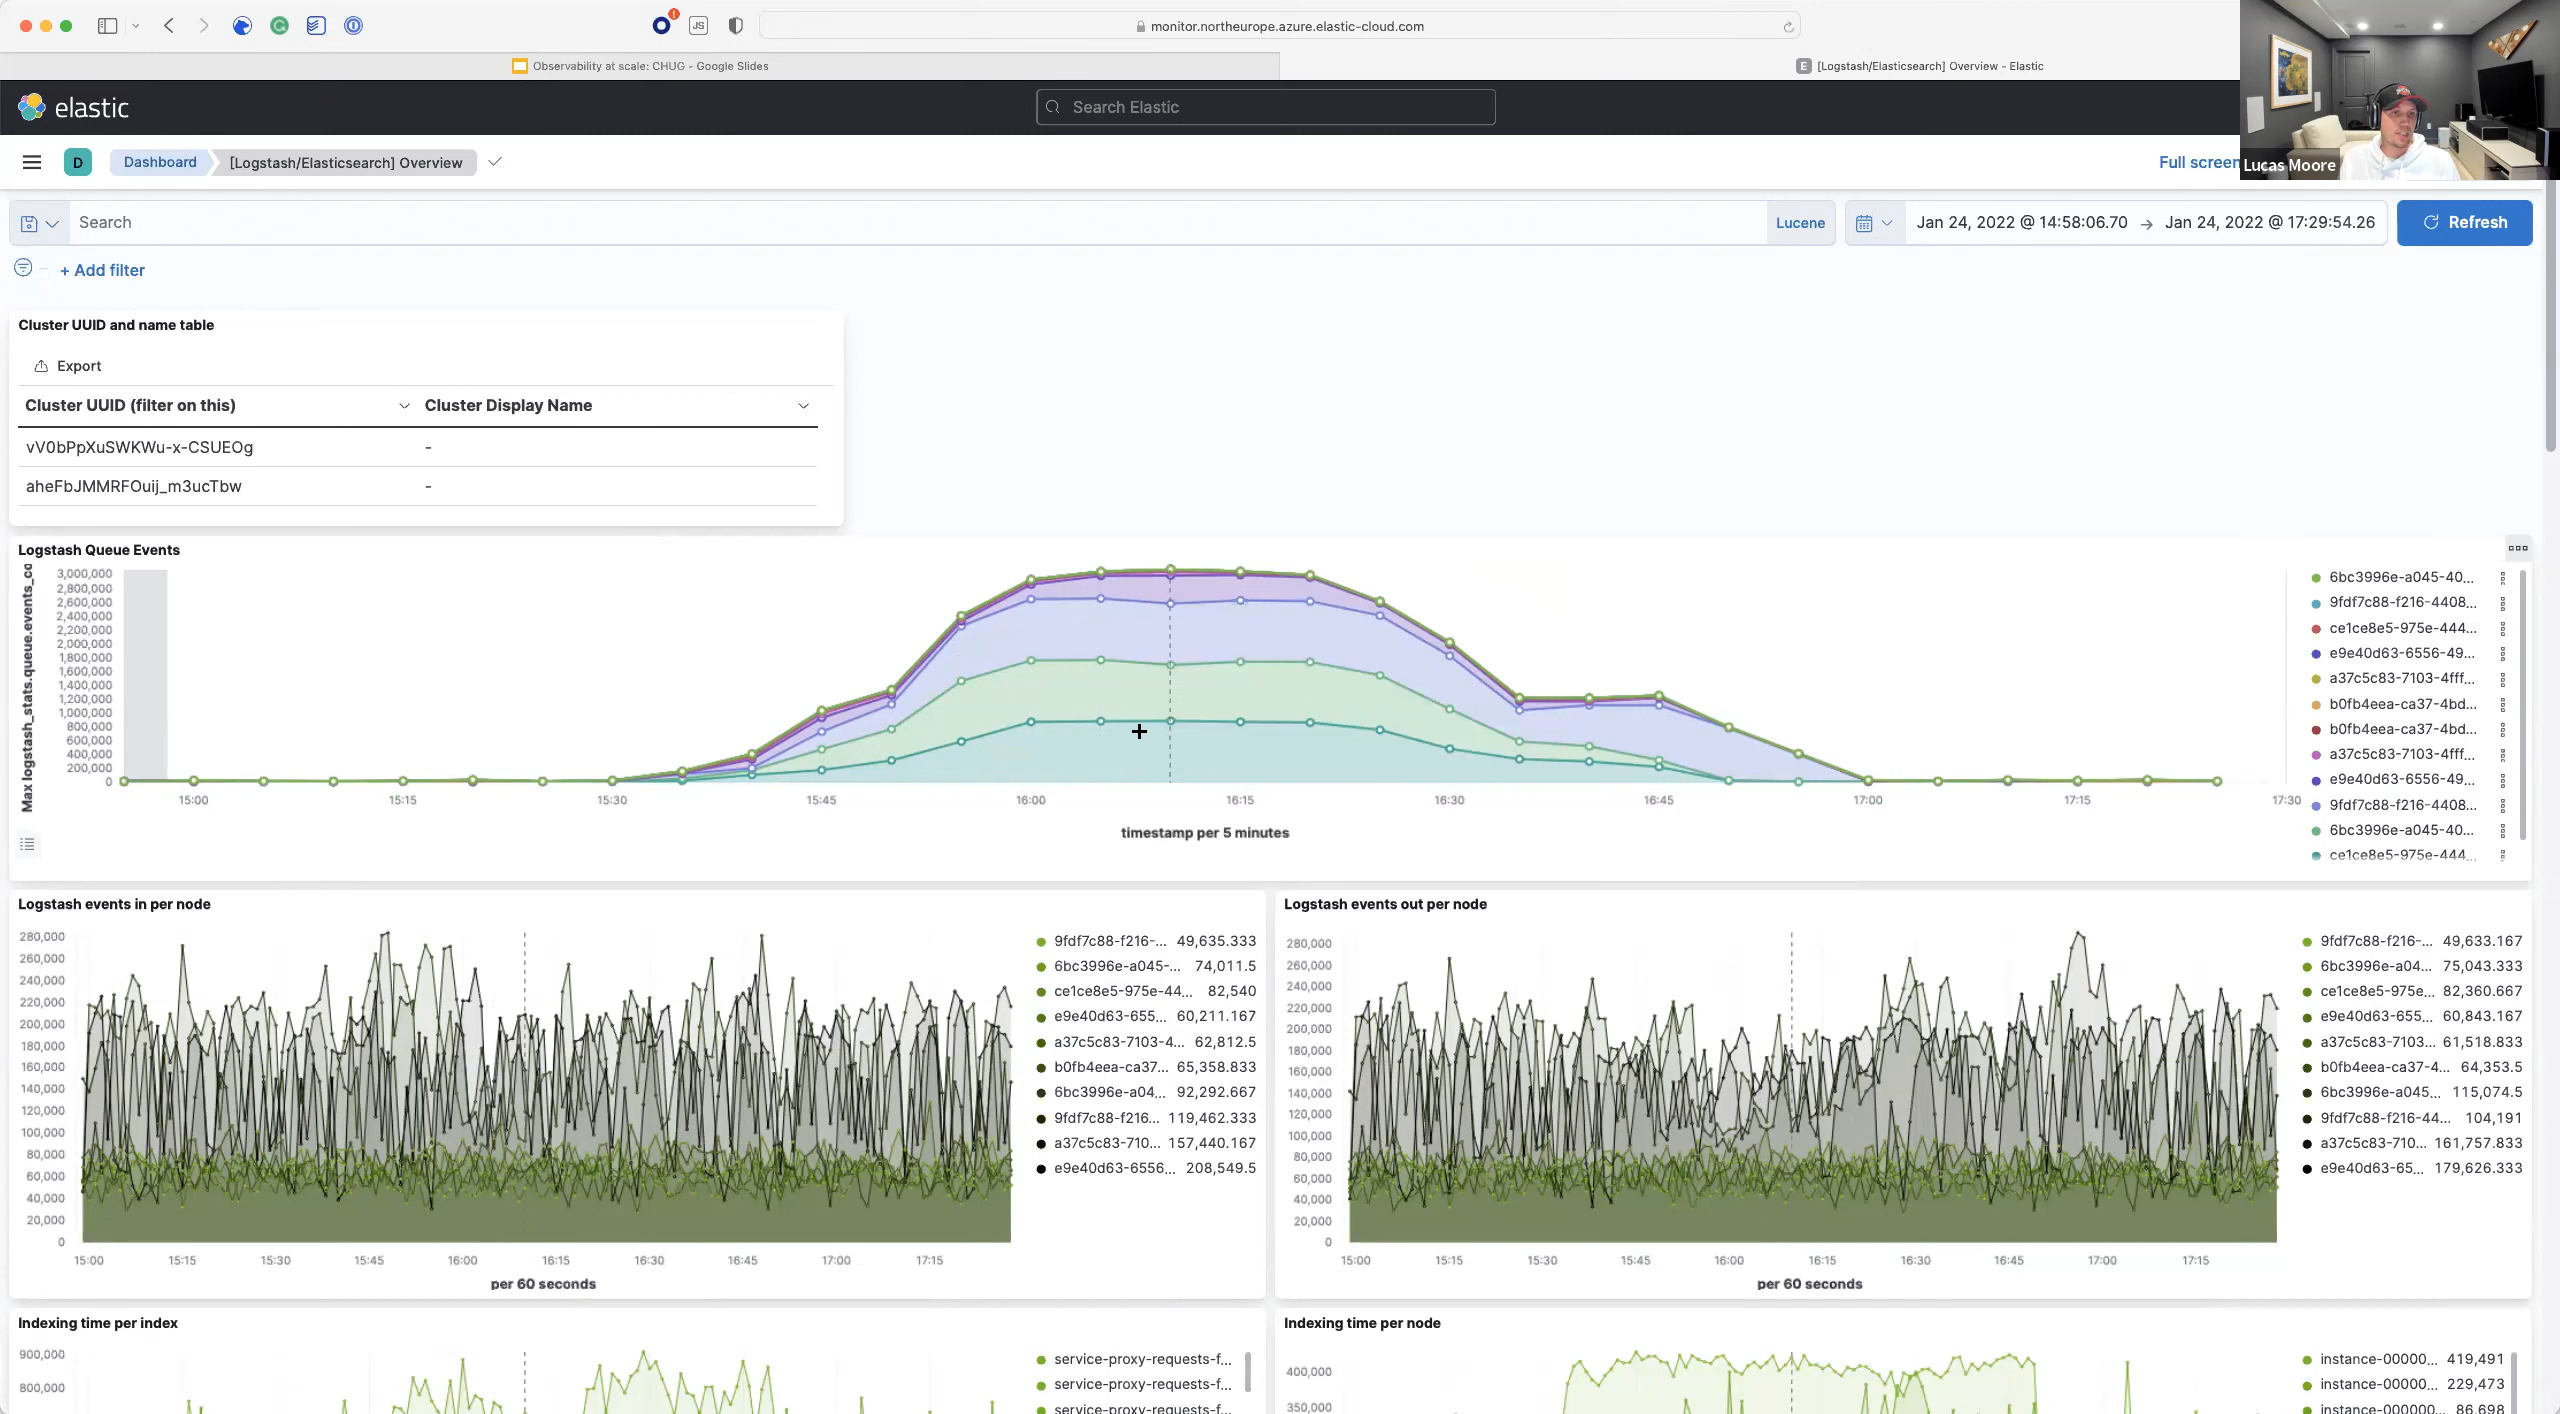 monitor.northeurope.azure.elastic-cloud.com
Observability at scale: CHUG - Google Slides
[Logstash/Elasticsearch] Overview - Elastic
elastic
Search Elastic
D
Dashboard
[Logstash/Elasticsearch] Overview
Full screen
Lucas Moore
Search
Lucene
Jan 24, 2022 @ 14:58:06.70 → Jan 24, 2022 @ 17:29:54.26
Refresh
+ Add filter
Cluster UUID and name table
Export
Cluster UUID (filter on this) Cluster Display Name
vV0bPpXuSWKWu-x-CSUEOg -
aheFbJMMRFOuij_m3ucTbw -
Logstash Queue Events
Max logstash_stats.queue.events_co
3,000,000
2,800,000
2,600,000
2,400,000
2,200,000
2,000,000
1,800,000
1,600,000
1,400,000
1,200,000
1,000,000
800,000
600,000
400,000
200,000
0
15:00 15:15 15:30 15:45 16:00 16:15 16:30 16:45 17:00 17:15 17:30
timestamp per 5 minutes
6bc3996e-a045-40...
9fdf7c88-f216-4408...
ce1ce8e5-975e-444...
e9e40d63-6556-49...
a37c5c83-7103-4fff...
b0fb4eea-ca37-4bd...
b0fb4eea-ca37-4bd...
a37c5c83-7103-4fff...
e9e40d63-6556-49...
9fdf7c88-f216-4408...
6bc3996e-a045-40...
ce1ce8e5-975e-444...
Logstash events in per node
280,000
260,000
240,000
220,000
200,000
180,000
160,000
140,000
120,000
100,000
80,000
60,000
40,000
20,000
0
15:00 15:15 15:30 15:45 16:00 16:15 16:30 16:45 17:00 17:15
per 60 seconds
9fdf7c88-f216-... 49,635.333
6bc3996e-a045-... 74,011.5
ce1ce8e5-975e-44... 82,540
e9e40d63-655... 60,211.167
a37c5c83-7103-4... 62,812.5
b0fb4eea-ca37... 65,358.833
6bc3996e-a04... 92,292.667
9fdf7c88-f216... 119,462.333
a37c5c83-710... 157,440.167
e9e40d63-6556... 208,549.5
Logstash events out per node
280,000
260,000
240,000
220,000
200,000
180,000
160,000
140,000
120,000
100,000
80,000
60,000
40,000
20,000
0
15:00 15:15 15:30 15:45 16:00 16:15 16:30 16:45 17:00 17:15
per 60 seconds
9fdf7c88-f216-... 49,633.167
6bc3996e-a04... 75,043.333
ce1ce8e5-975e... 82,360.667
e9e40d63-655... 60,843.167
a37c5c83-7103... 61,518.833
b0fb4eea-ca37-4... 64,353.5
6bc3996e-a045... 115,074.5
9fdf7c88-f216-44... 104,191
a37c5c83-710... 161,757.833
e9e40d63-65... 179,626.333
Indexing time per index
900,000
800,000
service-proxy-requests-f...
service-proxy-requests-f...
service-proxy-requests-f...
Indexing time per node
400,000
350,000
instance-00000... 419,491
instance-00000... 229,473
instance-000000... 86,698